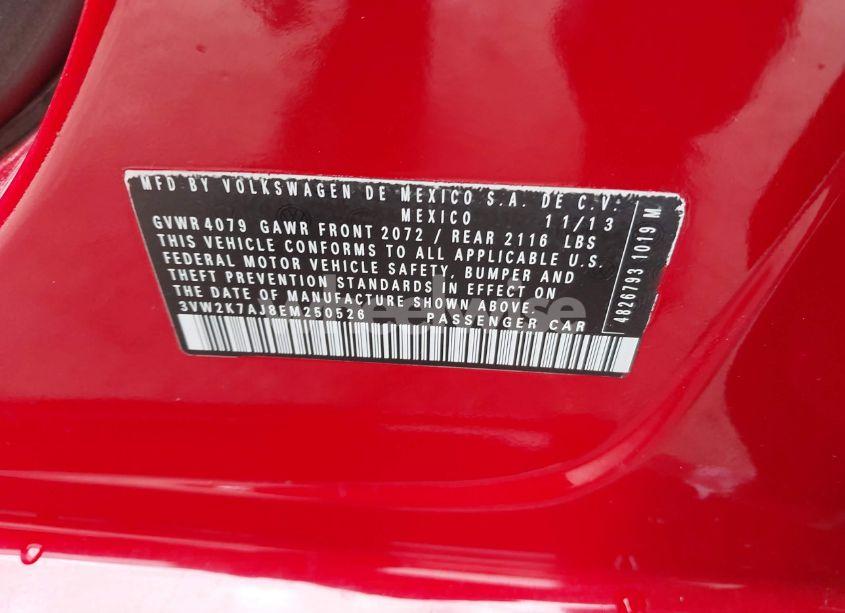 MFD BY VOLKSWAGEN DE MEXICO S.A. DE C.V.
MEXICO 11/13
GVWR 4079 GAWR FRONT 2072 / REAR 2116 LBS
THIS VEHICLE CONFORMS TO ALL APPLICABLE U.S.
FEDERAL MOTOR VEHICLE SAFETY, BUMPER AND
THEFT PREVENTION STANDARDS IN EFFECT ON
THE DATE OF MANUFACTURE SHOWN ABOVE.
3VW2K7AJ8EM250526 PASSENGER CAR
4826793 1019 M